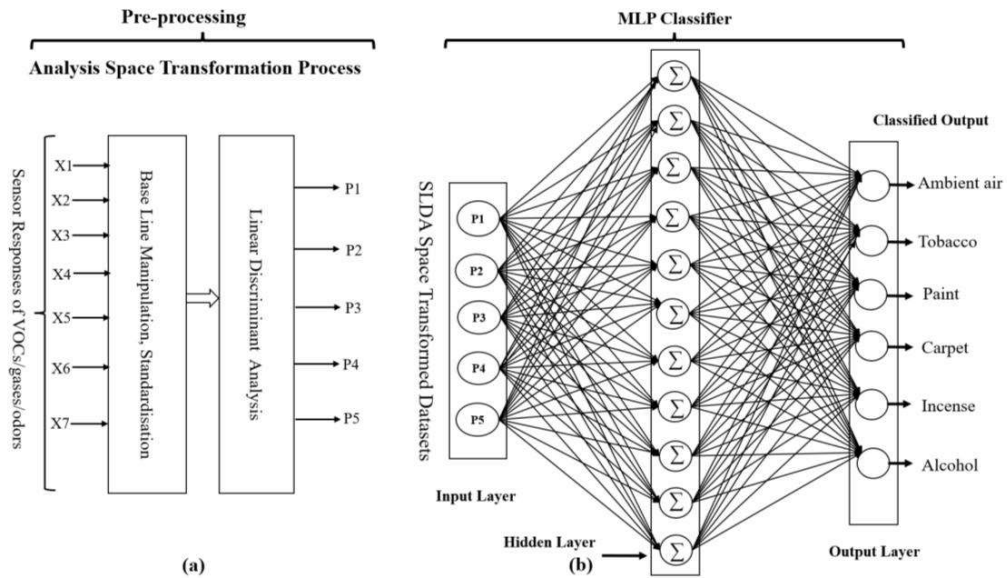 Pre-processing
Analysis Space Transformation Process
Sensor Responses of VOCs/gases/odors
X1
X2
X3
X4
X5
X6
X7
Base Line Manipulation, Standardisation
Linear Discriminant Analysis
P1
P2
P3
P4
P5
(a)
MLP Classifier
SLDA Space Transformed Datasets
P1
P2
P3
P4
P5
Input Layer
Σ
Σ
Σ
Σ
Σ
Σ
Σ
Σ
Σ
Σ
Σ
Hidden Layer
Classified Output
Ambient air
Tobacco
Paint
Carpet
Incense
Alcohol
Output Layer
(b)